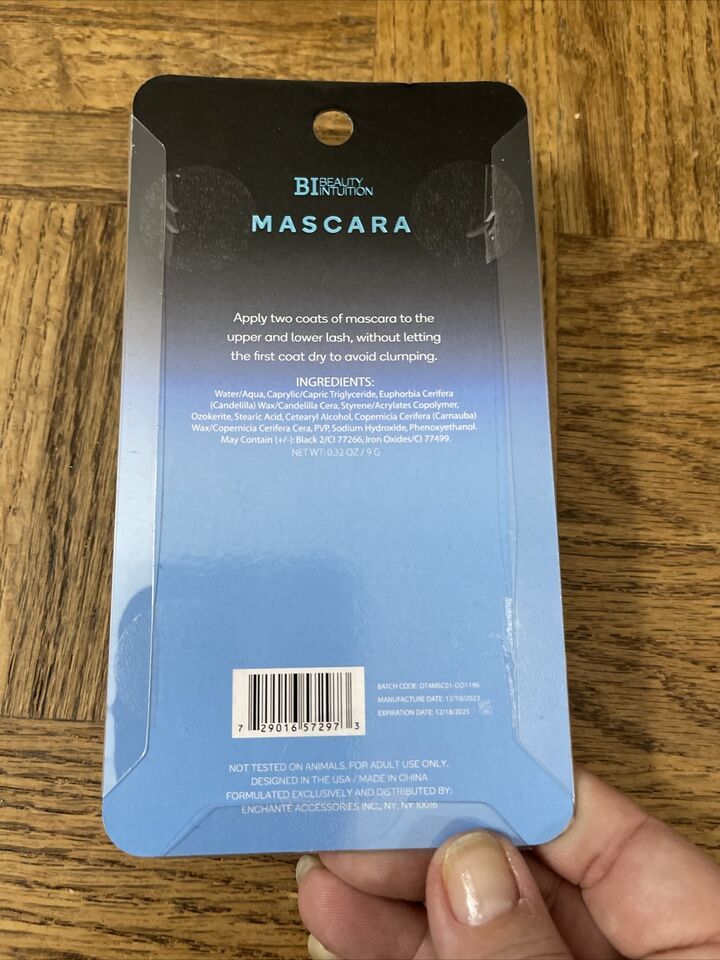 BI BEAUTY INTUITION
MASCARA
Apply two coats of mascara to the
upper and lower lash, without letting
the first coat dry to avoid clumping.
INGREDIENTS:
Water/Aqua, Caprylic/Capric Triglyceride, Euphorbia Cerifera
(Candelilla) Wax/Candelilla Cera, Styrene/Acrylates Copolymer,
Ozokerite, Stearic Acid, Cetearyl Alcohol, Copernicia Cerifera (Carnauba)
Wax/Copernicia Cerifera Cera, PVP, Sodium Hydroxide, Phenoxyethanol.
May Contain (+/-): Black 2/CI 77266, Iron Oxides/CI 77499.
NET WT: 0.32 OZ / 9 G
BATCH CODE: DT4MSC01-OD1196
MANUFACTURE DATE: 12/18/2023
EXPIRATION DATE: 12/18/2025
7 29016 57297 3
NOT TESTED ON ANIMALS. FOR ADULT USE ONLY.
DESIGNED IN THE USA / MADE IN CHINA
FORMULATED EXCLUSIVELY AND DISTRIBUTED BY:
ENCHANTÉ ACCESSORIES INC., NY, NY 10016